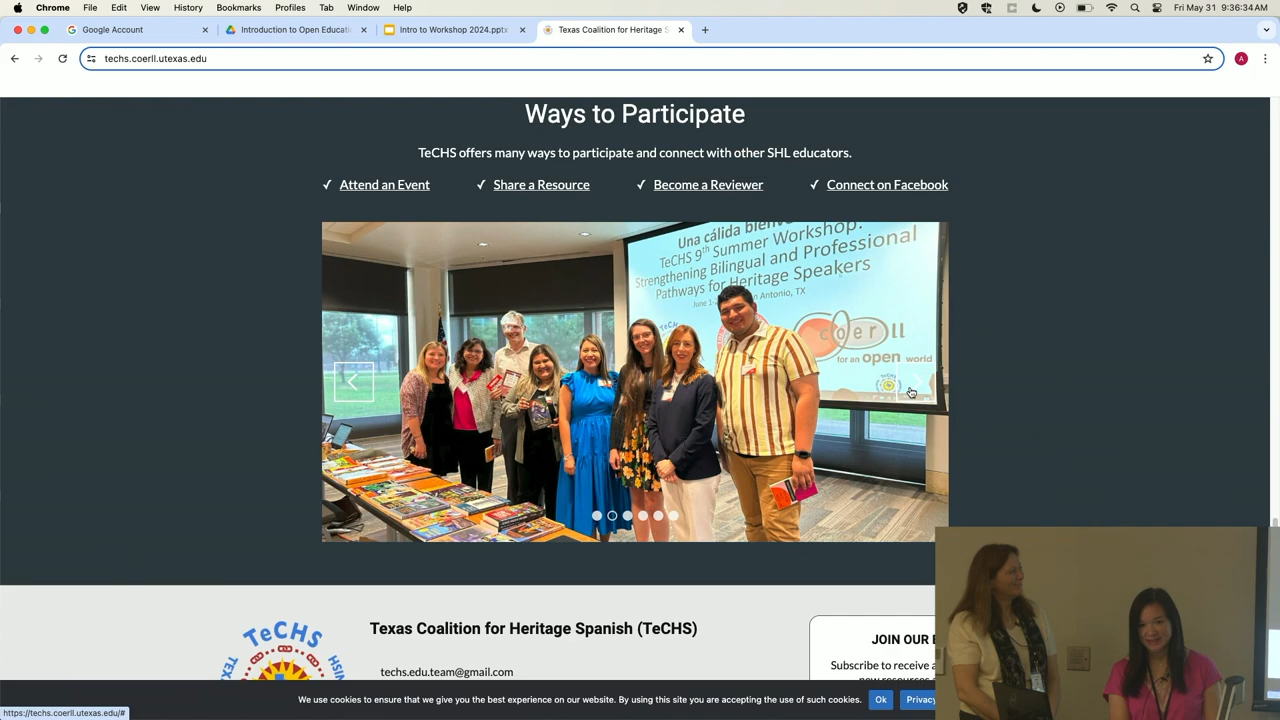 Chrome File Edit View History Bookmarks Profiles Tab Window Help Fri May 31 9:36:34 AM
Google Account
Introduction to Open Educati
Intro to Workshop 2024.pptx
Texas Coalition for Heritage S
techs.coerll.utexas.edu
A
Ways to Participate
TeCHS offers many ways to participate and connect with other SHL educators.
✓ Attend an Event ✓ Share a Resource ✓ Become a Reviewer ✓ Connect on Facebook
Una cálida bienve
TeCHS 9th Summer Workshop:
Strengthening Bilingual and Professional
Pathways for Heritage Speakers
June 1- n Antonio, TX
coerll
for an open world
TeCHS
Texas Coalition for Heritage Spanish (TeCHS)
techs.edu.team@gmail.com
JOIN OUR E
Subscribe to receive a
We use cookies to ensure that we give you the best experience on our website. By using this site you are accepting the use of such cookies. Ok Privacy
https://techs.coerll.utexas.edu/#